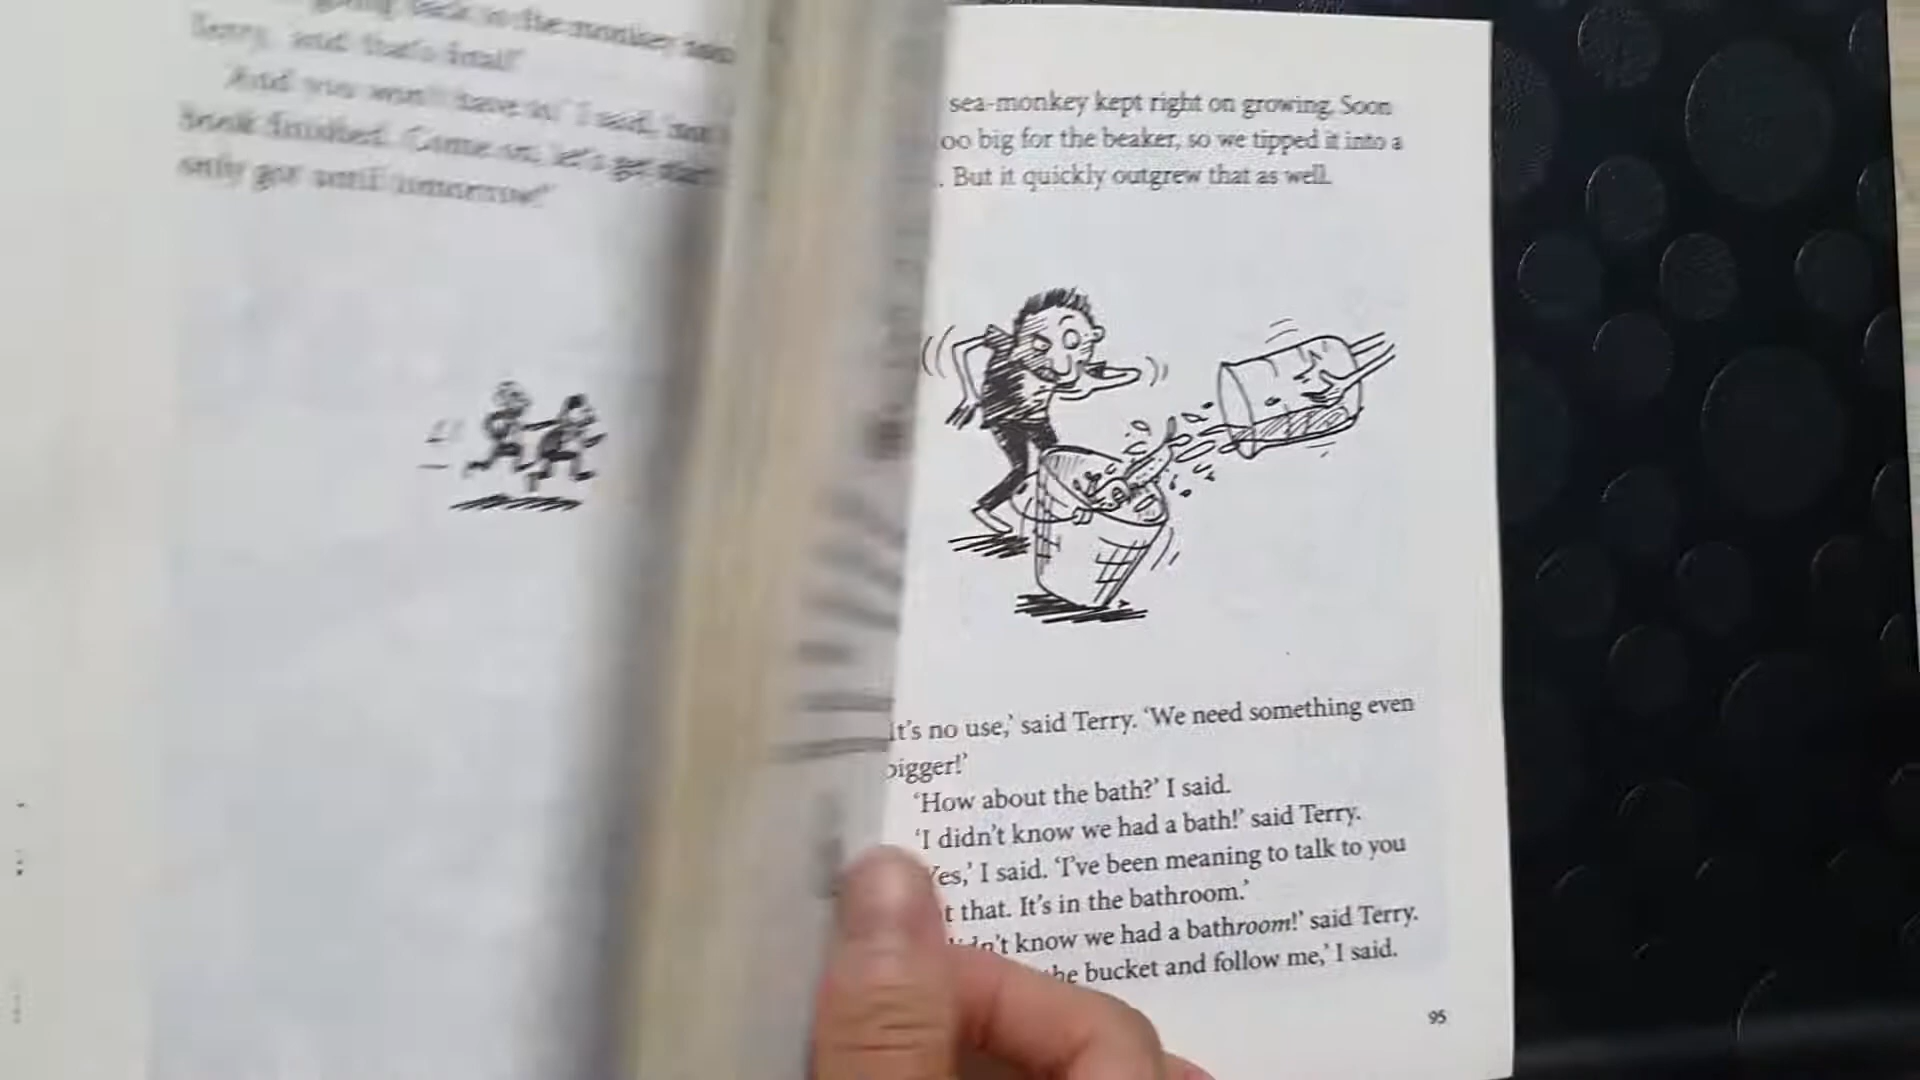 Terry, and that's final!'
'And you won't have to,' I said,
book finished. Come on, let's get
only got until tomorrow!'
sea-monkey kept right on growing. Soon
oo big for the beaker, so we tipped it into a
. But it quickly outgrew that as well.
It's no use,' said Terry. 'We need something even
bigger!'
'How about the bath?' I said.
'I didn't know we had a bath!' said Terry.
Yes,' I said. 'I've been meaning to talk to you
t that. It's in the bathroom.'
didn't know we had a bathroom!' said Terry.
the bucket and follow me,' I said.
95